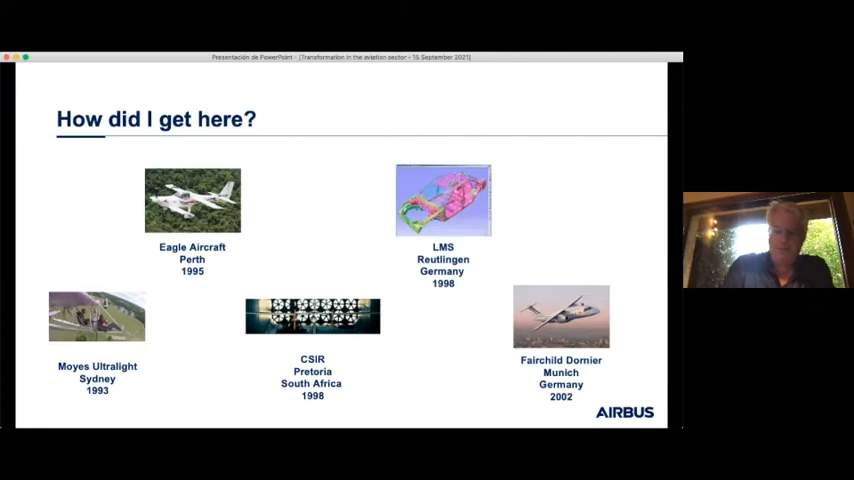 Presentación de PowerPoint - [Transformation in the aviation sector - 15 September 2021]
How did I get here?
Eagle Aircraft
Perth
1995
LMS
Reutlingen
Germany
1998
Moyes Ultralight
Sydney
1993
CSIR
Pretoria
South Africa
1998
Fairchild Dornier
Munich
Germany
2002
AIRBUS